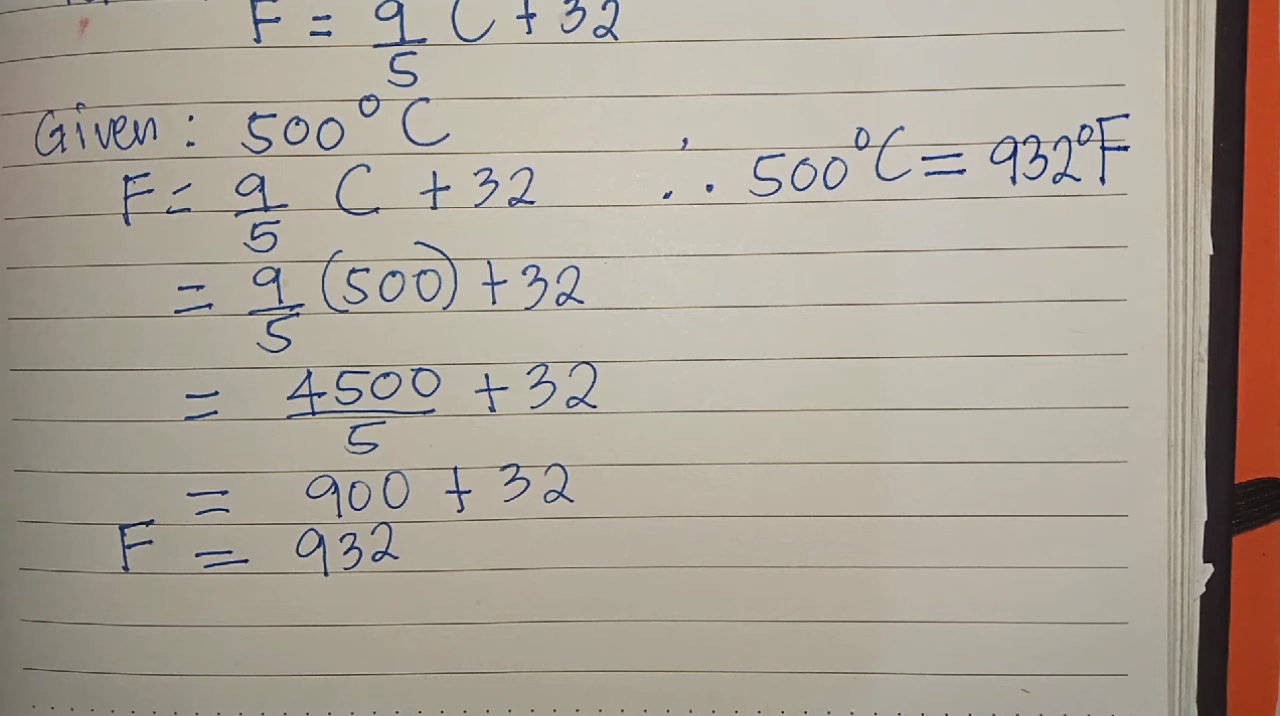 F = 9/5 C + 32
Given: 500°C
F = 9/5 C + 32
∴ 500°C = 932°F
= 9/5 (500) + 32
= 4500/5 + 32
= 900 + 32
F = 932